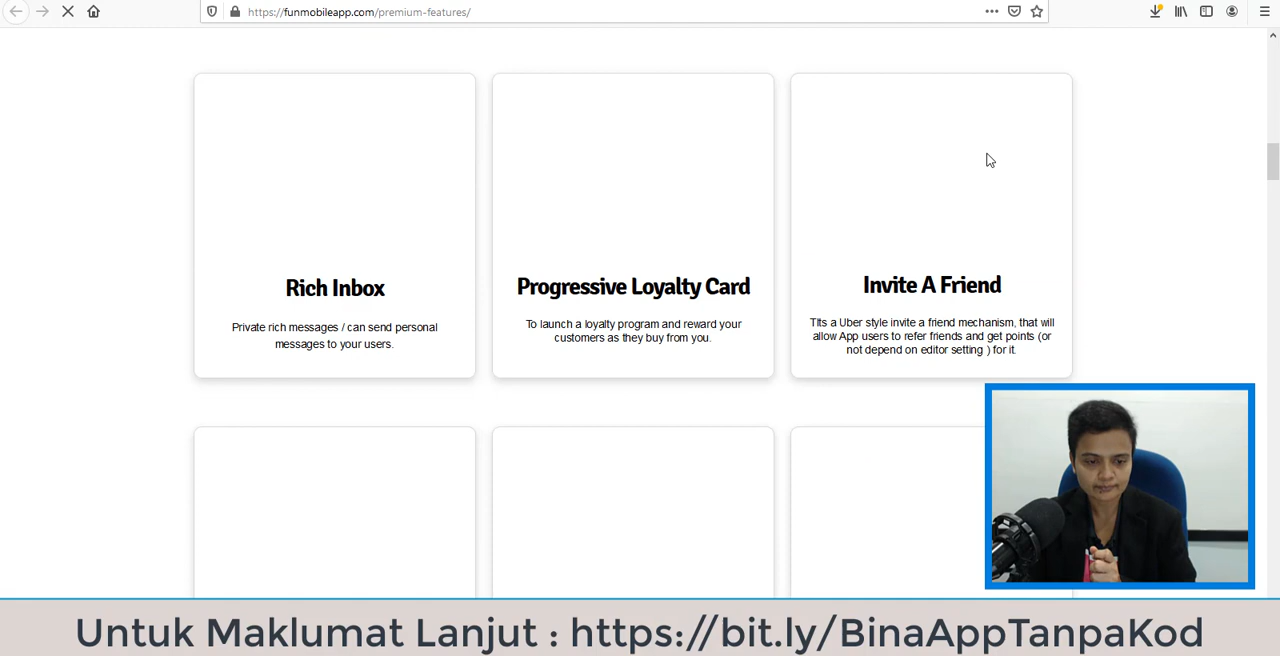 https://funmobileapp.com/premium-features/
Rich Inbox
Private rich messages / can send personal
messages to your users.
Progressive Loyalty Card
To launch a loyalty program and reward your
customers as they buy from you.
Invite A Friend
TIts a Uber style invite a friend mechanism, that will
allow App users to refer friends and get points (or
not depend on editor setting ) for it.
Untuk Maklumat Lanjut : https://bit.ly/BinaAppTanpaKod